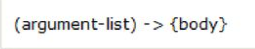 (argument-list) -> {body}